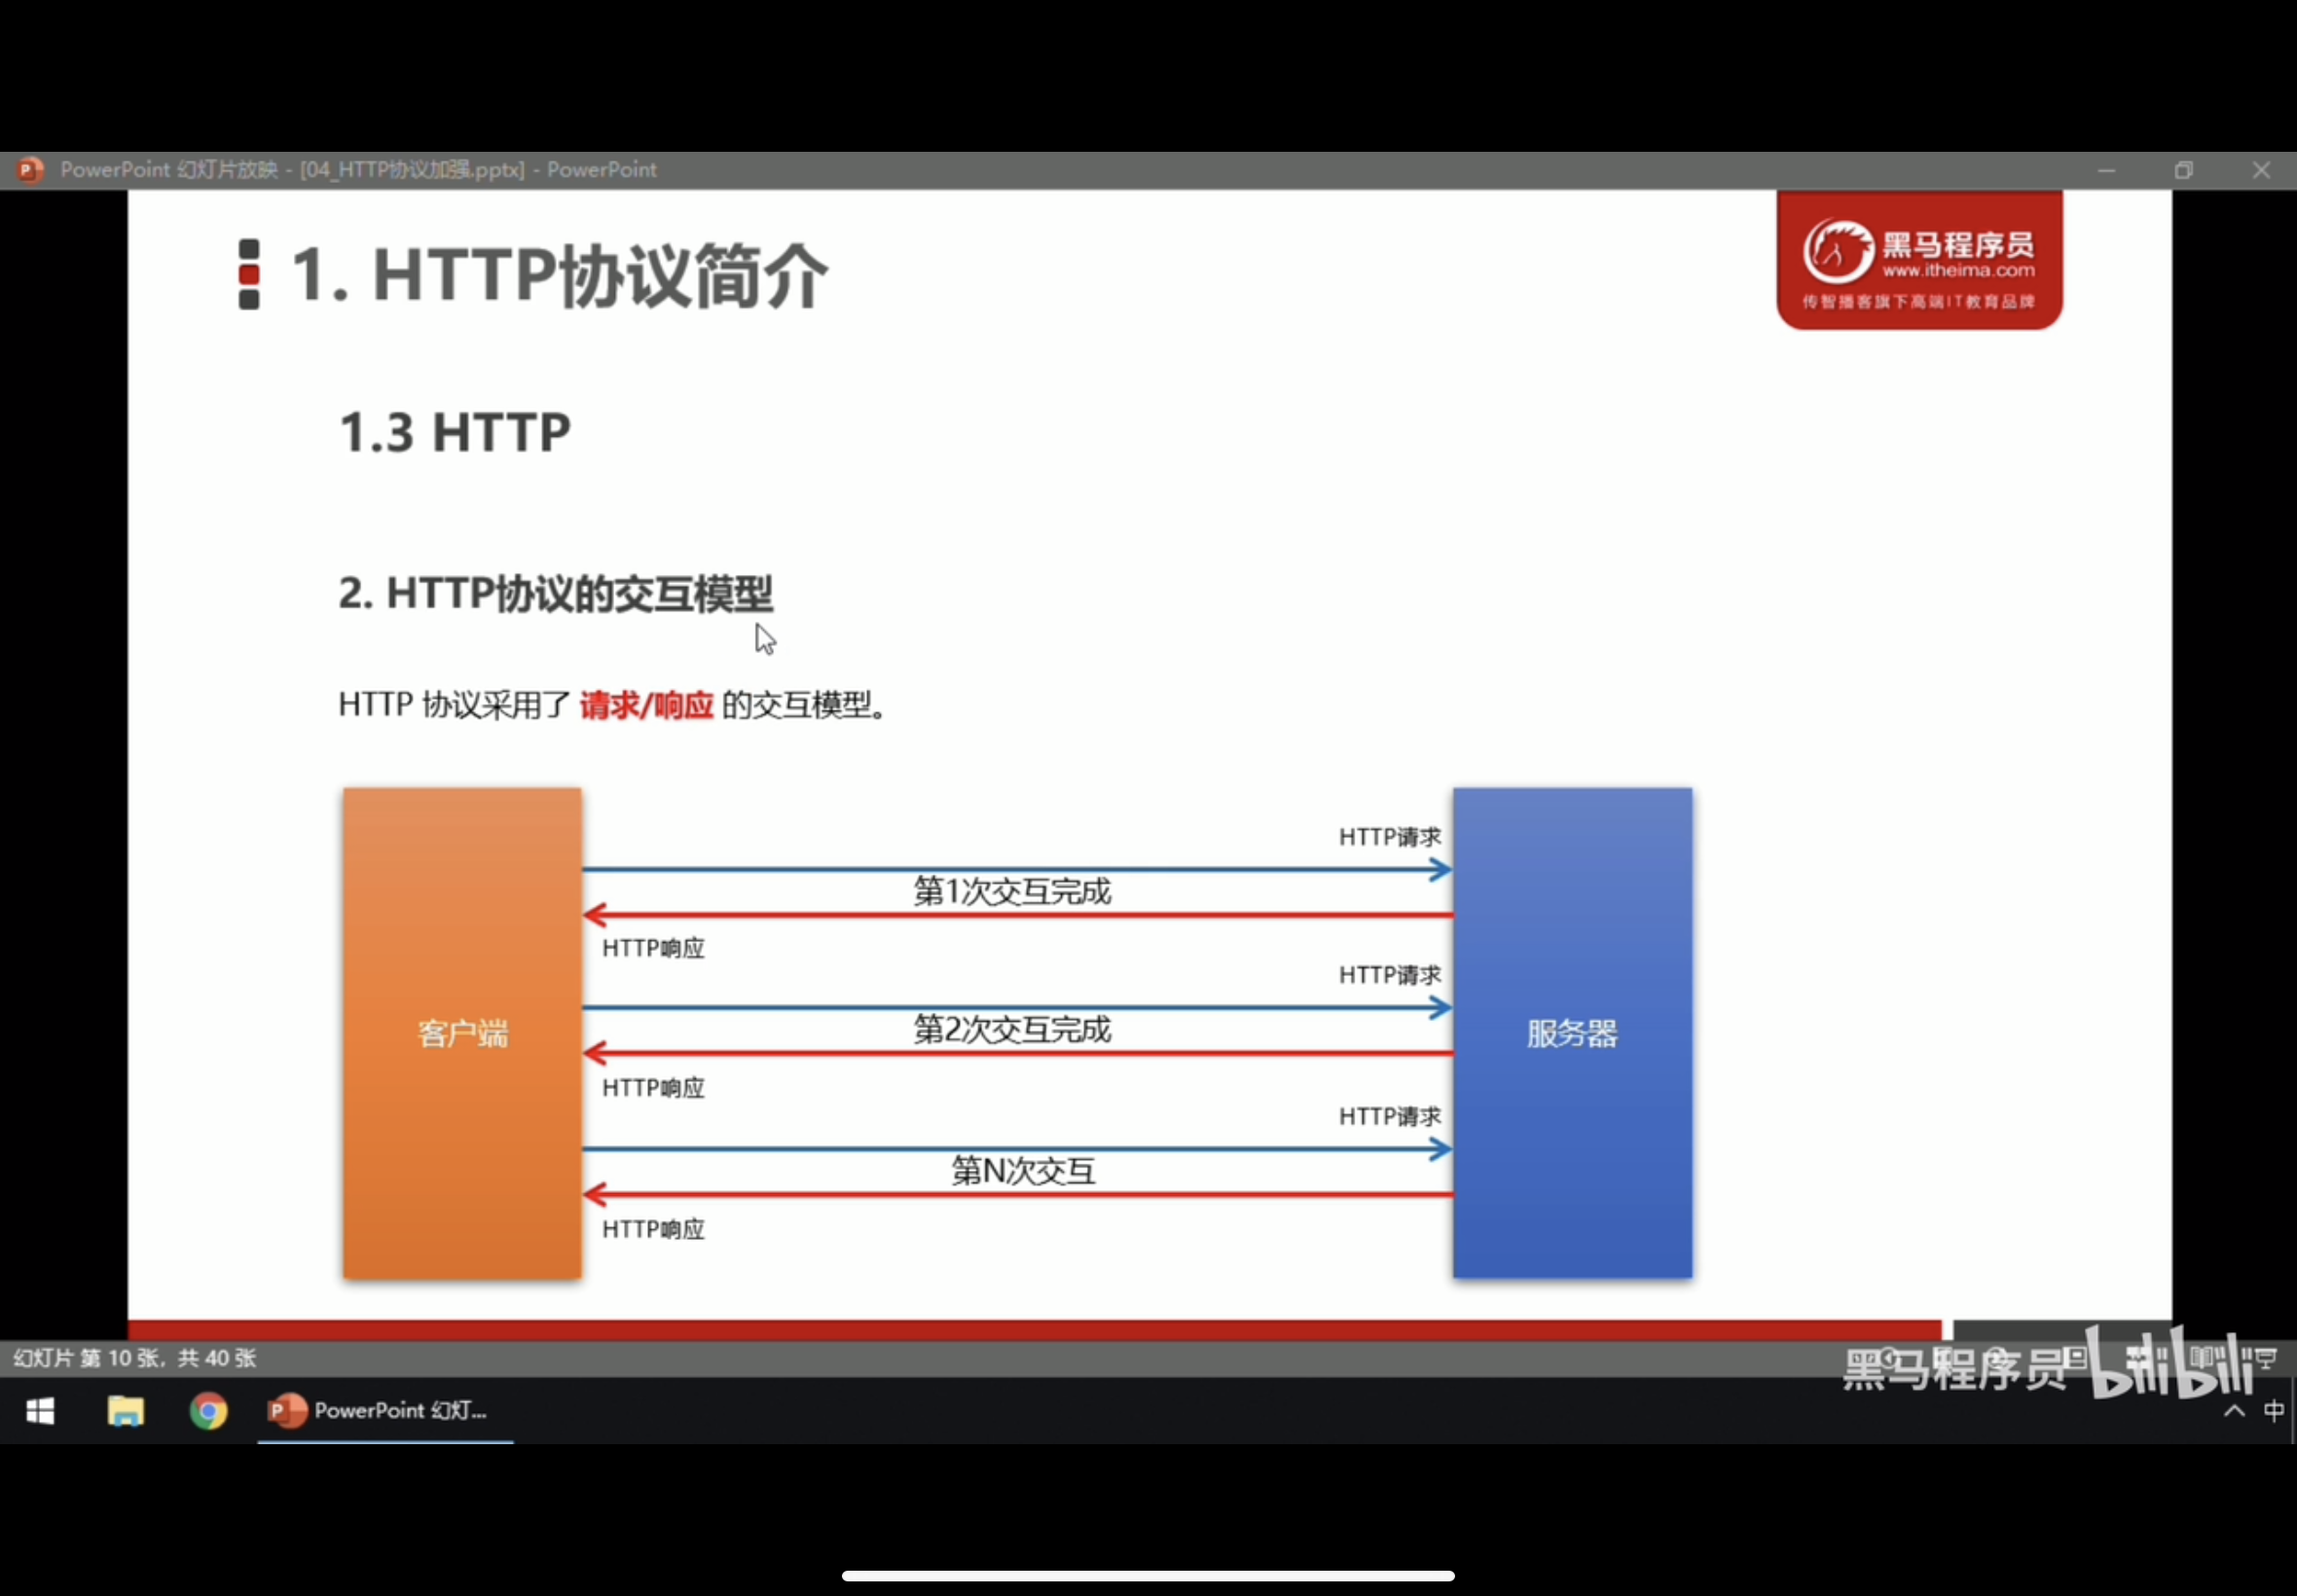 PowerPoint 幻灯片放映 - [04_HTTP协议加强.pptx] - PowerPoint
1. HTTP协议简介
黑马程序员
www.itheima.com
传智播客旗下高端IT教育品牌
1.3 HTTP
2. HTTP协议的交互模型
HTTP 协议采用了 请求/响应 的交互模型。
HTTP请求
第1次交互完成
HTTP响应
HTTP请求
客户端
第2次交互完成
服务器
HTTP响应
HTTP请求
第N次交互
HTTP响应
幻灯片 第 10 张，共 40 张
黑马程序员 bilibili
PowerPoint 幻灯...
中